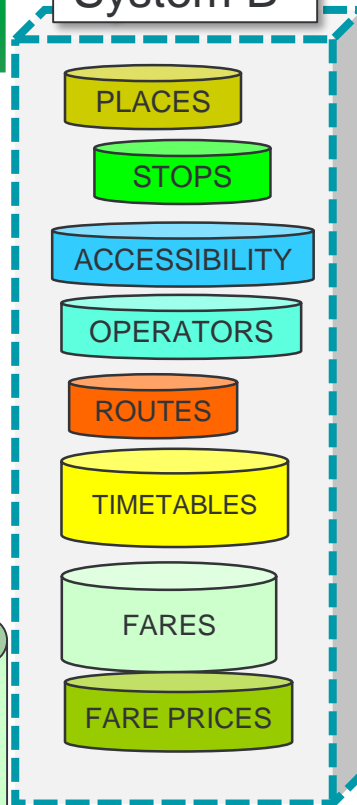 System B
PLACES
STOPS
ACCESSIBILITY
OPERATORS
ROUTES
TIMETABLES
FARES
FARE PRICES